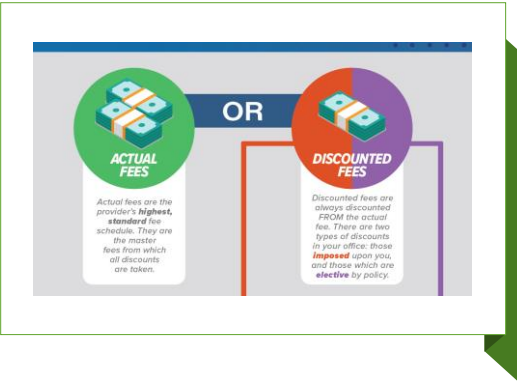 OR
ACTUAL
FEES
Actual fees are the
provider's highest,
standard fee
schedule. They are
the master
fees from which
all discounts
are taken.
DISCOUNTED
FEES
Discounted fees are
always discounted
FROM the actual
fee. There are two
types of discounts
in your office: those
imposed upon you,
and those which are
elective by policy.